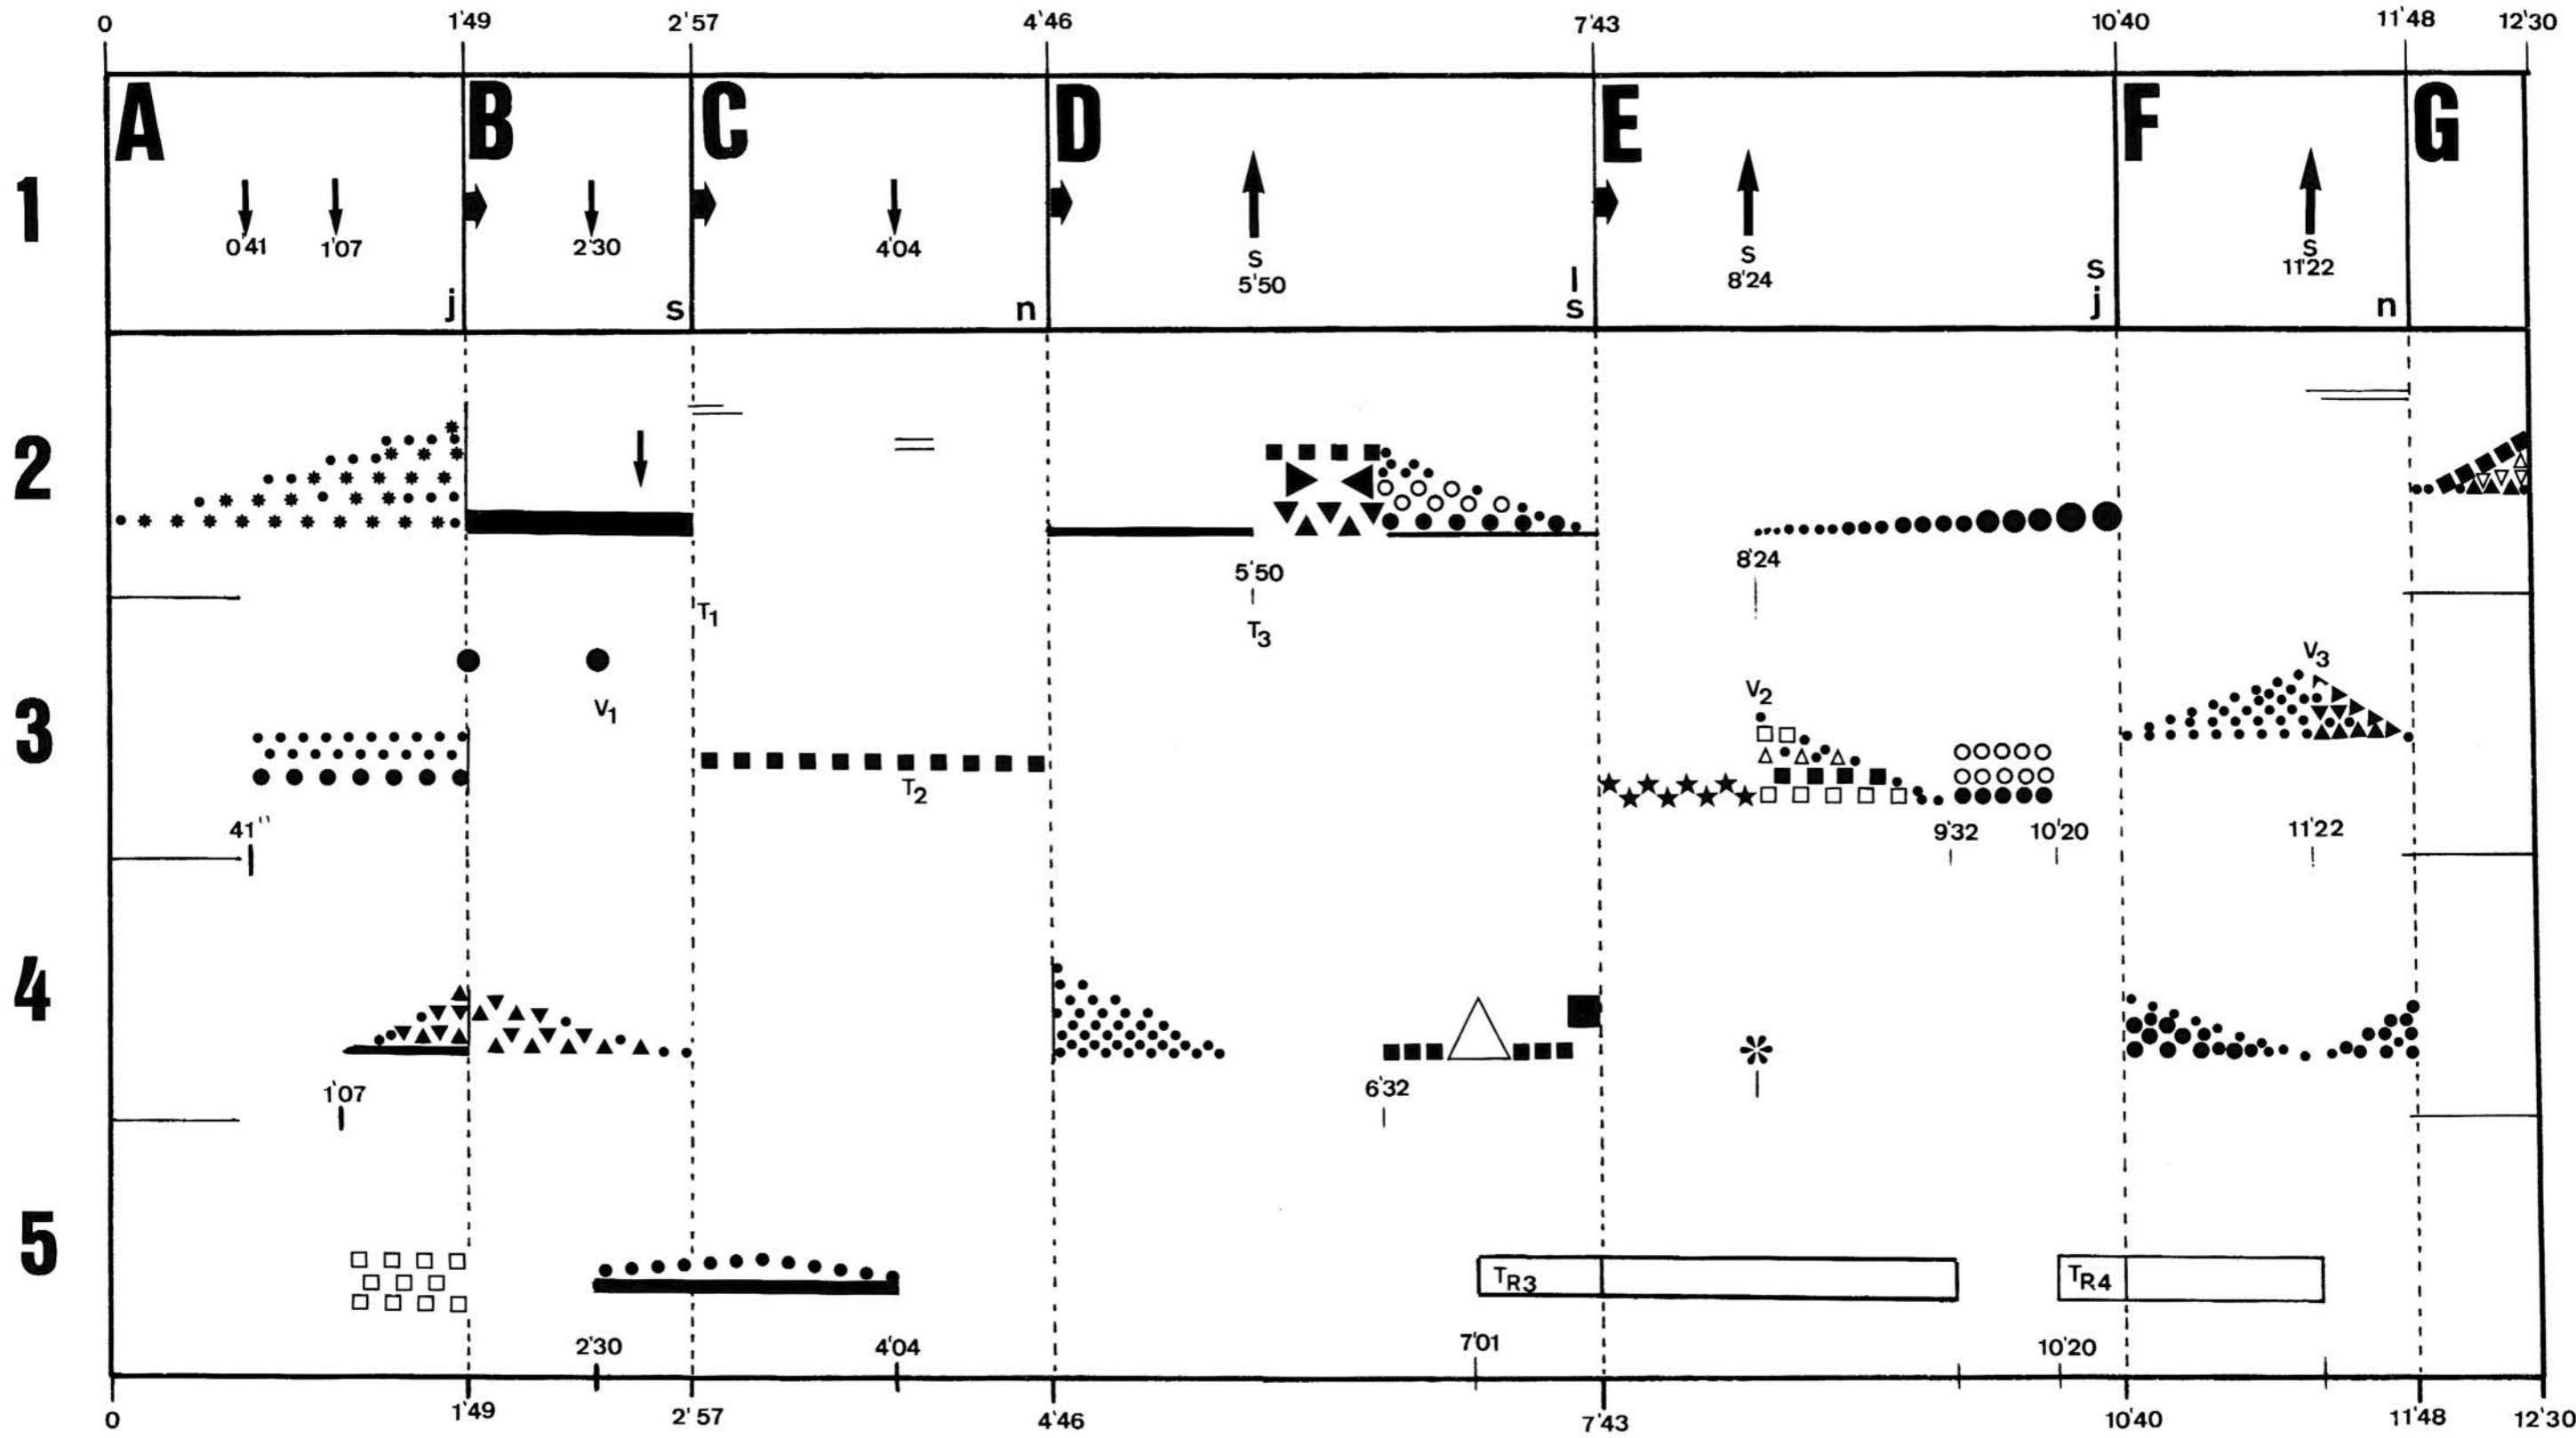 0 1'49 2'57 4'46 7'43 10'40 11'48 12'30
A B C D E F G
1
0'41 1'07 2'30 4'04
S S S
5'50 8'24 11'22
j s n l s s j n
2
5'50 8'24
T1 T3
3
V1 V2 V3
T2
41'' 9'32 10'20 11'22
4
1'07 6'32
5
TR3 TR4
2'30 4'04 7'01 10'20
0 1'49 2'57 4'46 7'43 10'40 11'48 12'30